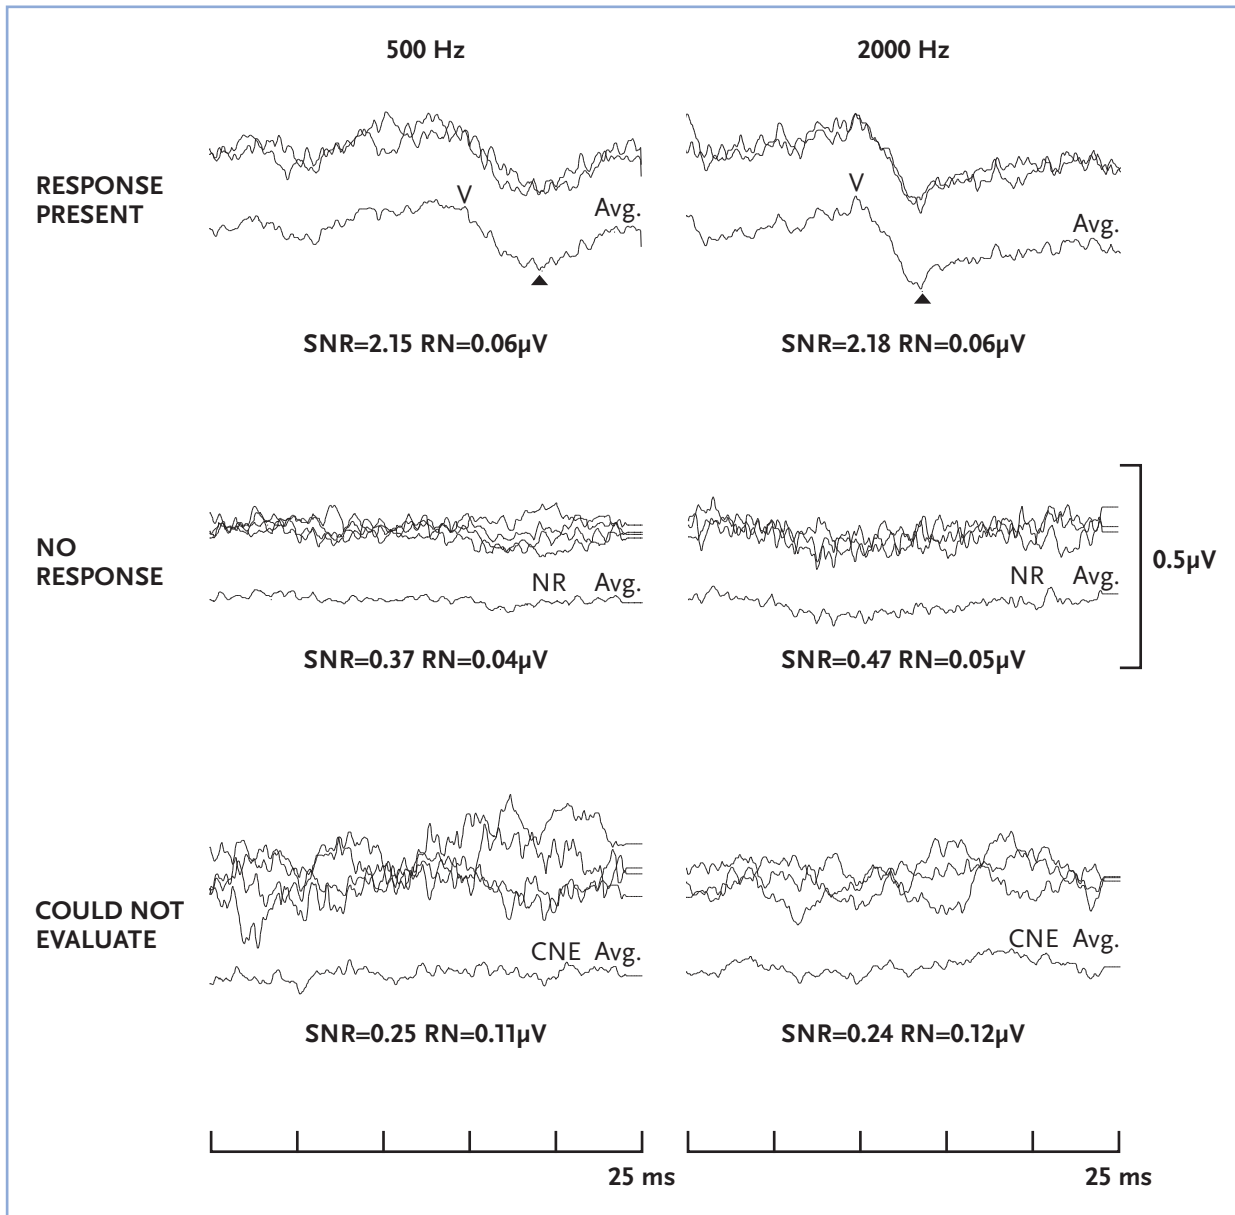 500 Hz
2000 Hz
RESPONSE
PRESENT
V
Avg.
V
Avg.
SNR=2.15 RN=0.06µV
SNR=2.18 RN=0.06µV
NO
RESPONSE
NR Avg.
NR Avg.
0.5µV
SNR=0.37 RN=0.04µV
SNR=0.47 RN=0.05µV
COULD NOT
EVALUATE
CNE Avg.
CNE Avg.
SNR=0.25 RN=0.11µV
SNR=0.24 RN=0.12µV
25 ms
25 ms